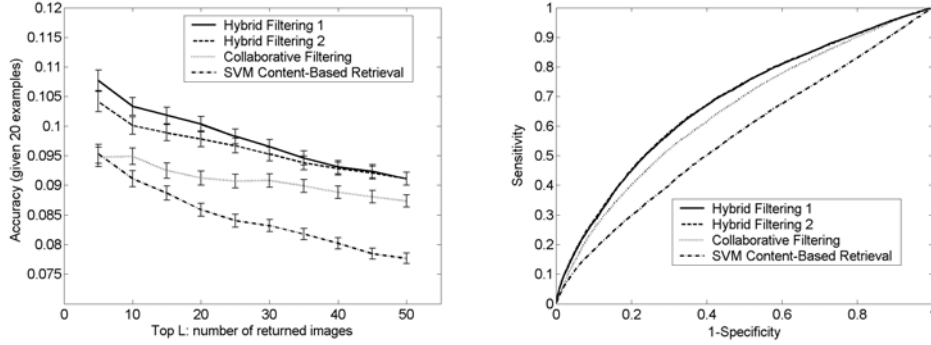 0.12
0.115
0.11
0.105
0.1
0.095
0.09
0.085
0.08
0.075
Accuracy (given 20 examples)
Hybrid Filtering 1
Hybrid Filtering 2
Collaborative Filtering
SVM Content-Based Retrieval
0 5 10 15 20 25 30 35 40 45 50
Top L: number of returned images
1
0.9
0.8
0.7
0.6
0.5
0.4
0.3
0.2
0.1
0
Sensitivity
Hybrid Filtering 1
Hybrid Filtering 2
Collaborative Filtering
SVM Content-Based Retrieval
0 0.2 0.4 0.6 0.8 1
1-Specificity